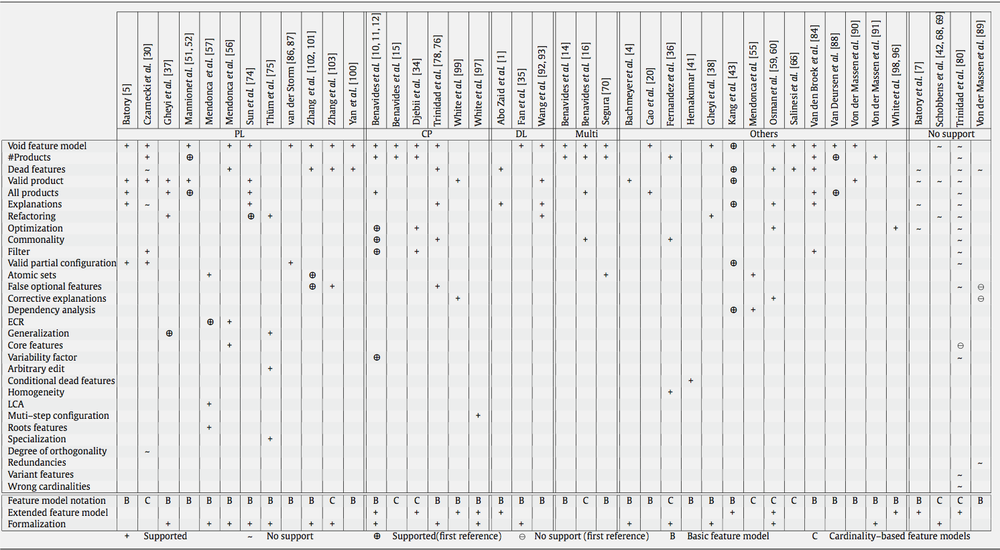 Batory [5]
Czarnecki et al. [30]
Gheyi et al. [37]
Mannion et al. [51, 52]
Mendonca et al. [57]
Mendonca et al. [56]
Sun et al. [74]
Thüm et al. [75]
van der Storm [86, 87]
Zhang et al. [102, 101]
Zhang et al. [103]
Yan et al. [100]
Benavides et al. [10, 11, 12]
Benavides et al. [15]
Djebii et al. [34]
Trinidad et al. [78, 76]
White et al. [99]
White et al. [97]
Abo Zaid et al. [1]
Fan et al. [35]
Wang et al. [92, 93]
Benavides et al. [14]
Benavides et al. [16]
Segura [70]
Bachmeyer et al. [4]
Cao et al. [20]
Fernandez et al. [36]
Hemakumar [41]
Gheyi et al. [38]
Kang et al. [43]
Mendonca et al. [55]
Osman et al. [59, 60]
Salinesi et al. [66]
Van den Broek et al. [84]
Van Deursen et al. [88]
Von der Massen et al. [90]
Von der Massen et al. [91]
White et al. [98, 96]
Batory et al. [7]
Schobbens et al. [42, 68, 69]
Trinidad et al. [80]
Von der Massen et al. [89]
PL CP DL Multi Others No support
Void feature model + + + + + + + + + + + + + + + + + + + + ⊕ + + + + + ~ ~
#Products + ⊕ + + + + + + + + ⊕ + ~
Dead features ~ + + + + + + ⊕ + + + ~ ~ ~
Valid product + + + + + + + + ⊕ + ~ ~ ~
All products + + ⊕ + + + + + ⊕ ~
Explanations + ~ + + + + ⊕ + + ~ ~
Refactoring + ⊕ + + + ~ ~
Optimization ⊕ + + + ~ ~
Commonality ⊕ + + + ~
Filter + ⊕ + + ~
Valid partial configuration + + + ⊕ ~
Atomic sets + ⊕ + +
False optional features ⊕ + + ~ ⊖
Corrective explanations + + ⊖
Dependency analysis ⊕ +
ECR ⊕ +
Generalization ⊕ +
Core features + ⊖
Variability factor ⊕ ~
Arbitrary edit +
Conditional dead features +
Homogeneity +
LCA +
Muti–step configuration +
Roots features +
Specialization +
Degree of orthogonality ~
Redundancies ~
Variant features ~
Wrong cardinalities ~
Feature model notation B C B B B B B B B B C B B C C B B B B B B B C B B B C B B B C C C B B B B B B C C B
Extended feature model + + + + + + + + + +
Formalization + + + + + + + + + + + + + + + + +
+ Supported ~ No support ⊕ Supported(first reference) ⊖ No support (first reference) B Basic feature model C Cardinality–based feature models